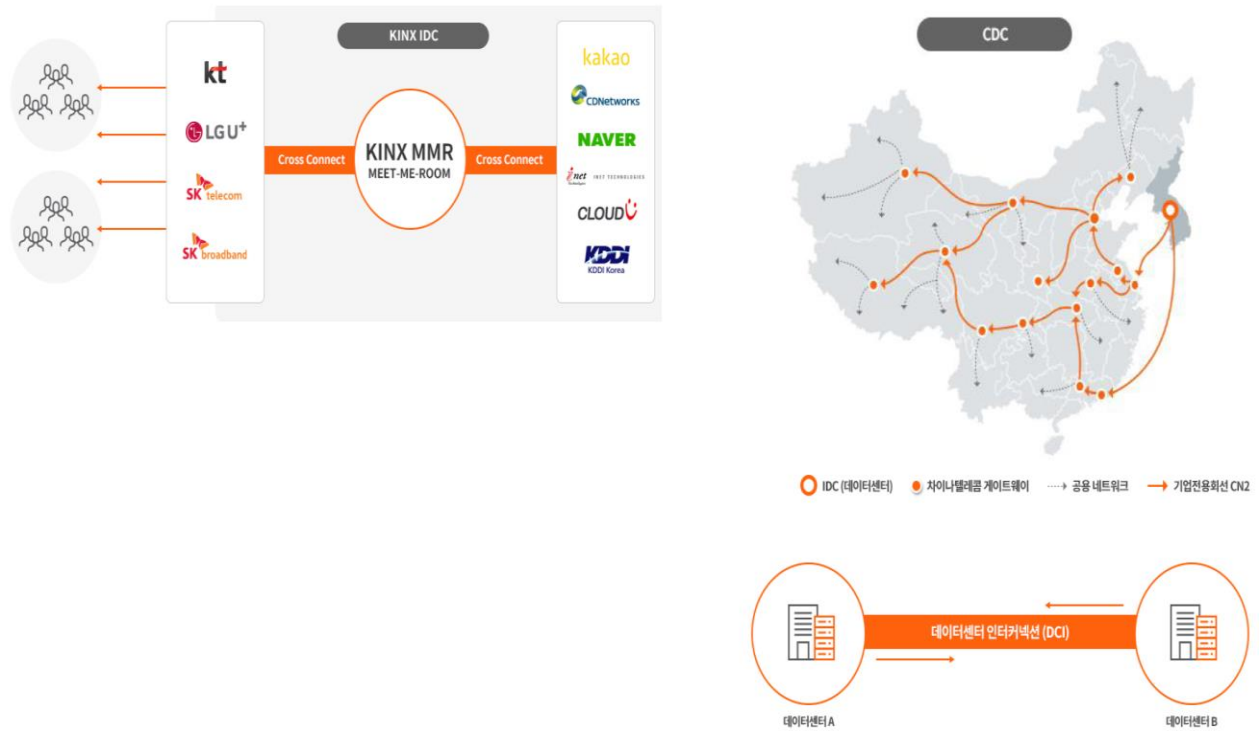 KINX IDC
kt
LG U+
SK telecom
SK broadband
Cross Connect
KINX MMR
MEET-ME-ROOM
Cross Connect
kakao
CDNetworks
NAVER
inet INET TECHNOLOGIES
CLOUD
KDDI
KDDI Korea
CDC
IDC (데이터센터)
차이나텔레콤 게이트웨이
공용 네트워크
기업전용회선 CN2
데이터센터 인터커넥션 (DCI)
데이터센터 A
데이터센터 B